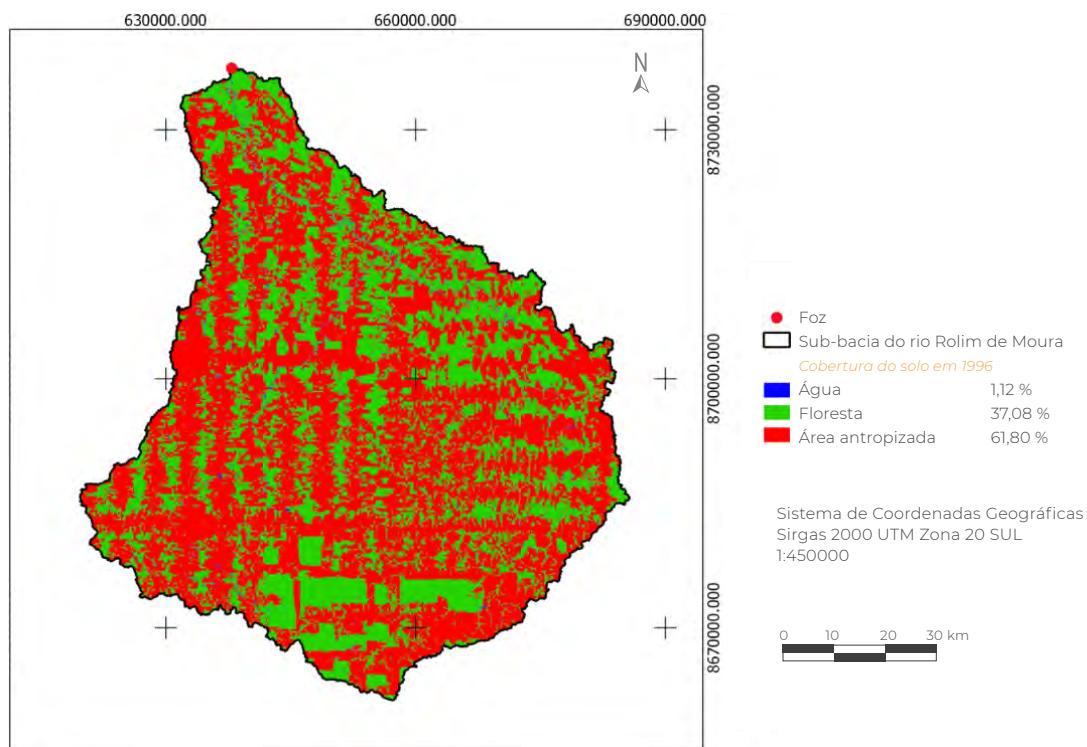 630000.000 660000.000 690000.000
N
8730000.000
8700000.000
8670000.000
Foz
Sub-bacia do rio Rolim de Moura
Cobertura do solo em 1996
Água 1,12 %
Floresta 37,08 %
Área antropizada 61,80 %
Sistema de Coordenadas Geográficas
Sirgas 2000 UTM Zona 20 SUL
1:450000
0 10 20 30 km